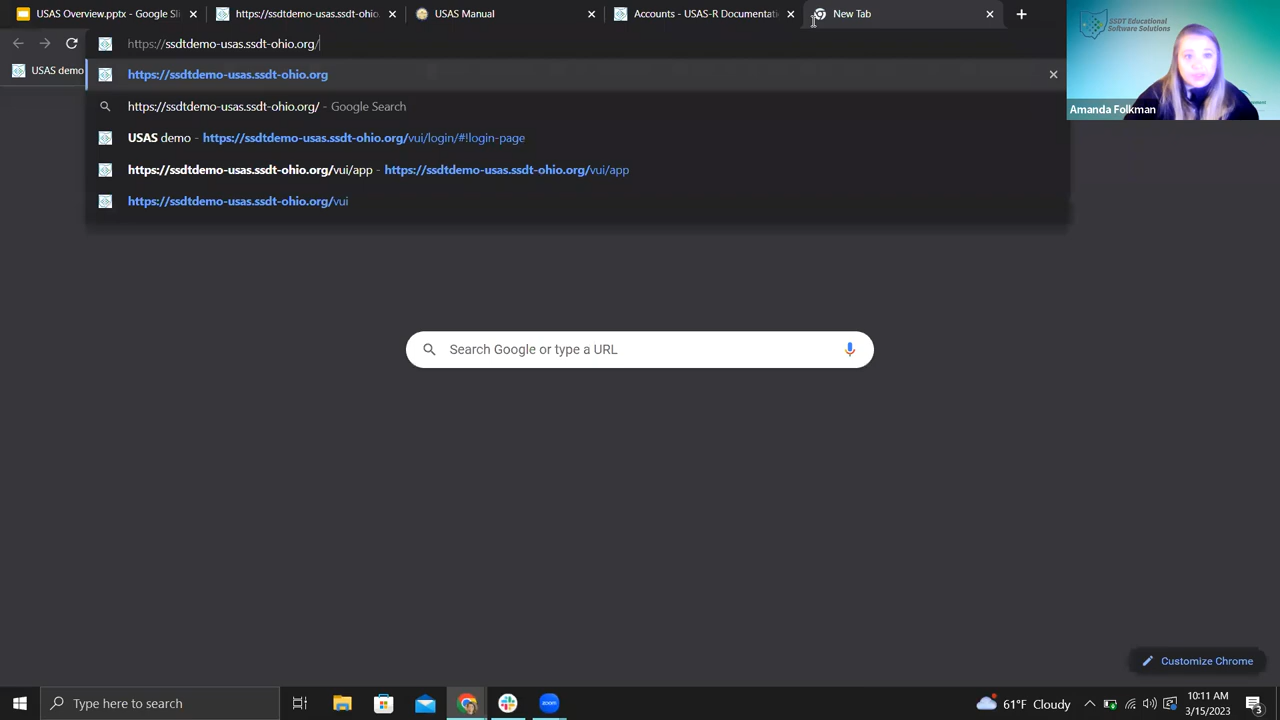 USAS Overview.pptx - Google Sl
https://ssdtdemo-usas.ssdt-ohio.
USAS Manual
Accounts - USAS-R Documentati
New Tab
https://ssdtdemo-usas.ssdt-ohio.org/
USAS demo
https://ssdtdemo-usas.ssdt-ohio.org
https://ssdtdemo-usas.ssdt-ohio.org/ - Google Search
USAS demo - https://ssdtdemo-usas.ssdt-ohio.org/vui/login/#!login-page
https://ssdtdemo-usas.ssdt-ohio.org/vui/app - https://ssdtdemo-usas.ssdt-ohio.org/vui/app
https://ssdtdemo-usas.ssdt-ohio.org/vui
SSDT Educational
Software Solutions
Amanda Folkman
Search Google or type a URL
Customize Chrome
Type here to search
zoom
61°F Cloudy
10:11 AM
3/15/2023
3